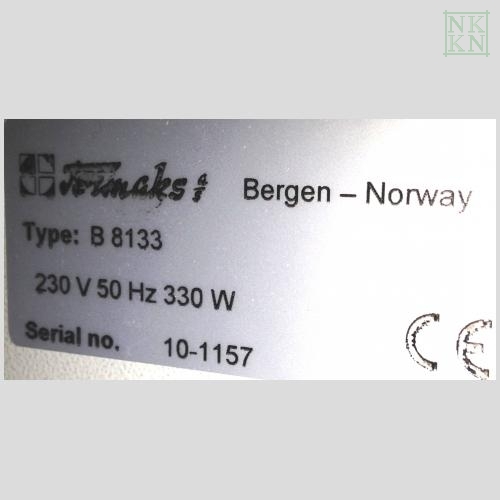 NK
KN
Termaks A/S Bergen – Norway
Type: B 8133
230 V 50 Hz 330 W
Serial no. 10-1157
CE